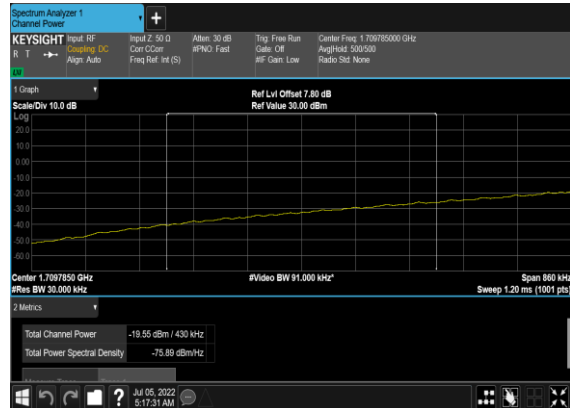 Spectrum Analyzer 1
Channel Power
KEYSIGHT Input: RF Input Z: 50 Ω Atten: 30 dB Trig: Free Run Center Freq: 1.709785000 GHz
R T Coupling: DC Corr CCorr #PNO: Fast Gate: Off Avg|Hold: 500/500
Align: Auto Freq Ref: Int (S) #IF Gain: Low Radio Std: None
LW
1 Graph
Ref Lvl Offset 7.80 dB
Scale/Div 10.0 dB Ref Value 30.00 dBm
Log
20.0
10.0
0.00
-10.0
-20.0
-30.0
-40.0
-50.0
-60.0
Center 1.7097850 GHz #Video BW 91.000 kHz* Span 860 kHz
#Res BW 30.000 kHz Sweep 1.20 ms (1001 pts)
2 Metrics
Total Channel Power -19.55 dBm / 430 kHz
Total Power Spectral Density -75.89 dBm/Hz
Jul 05, 2022
5:17:31 AM